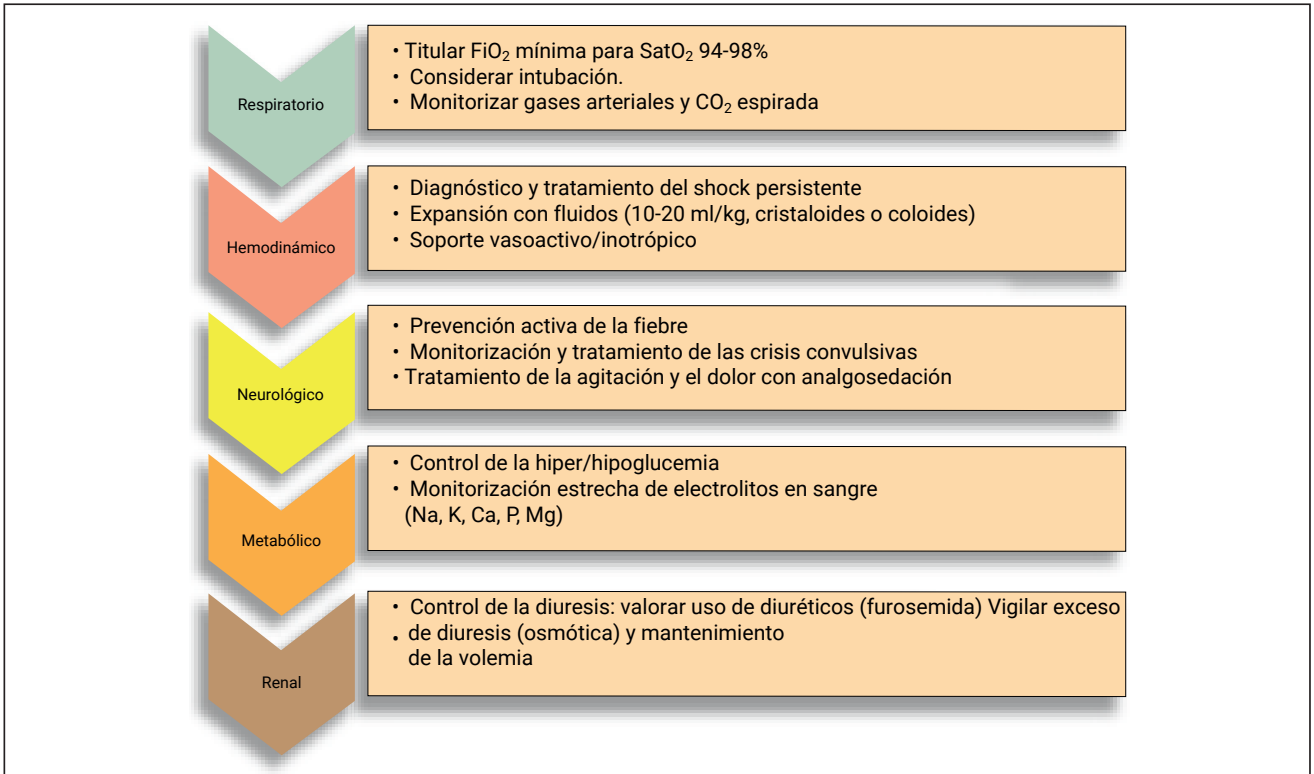 Respiratorio
• Titular FiO₂ mínima para SatO₂ 94-98%
• Considerar intubación.
• Monitorizar gases arteriales y CO₂ espirada
Hemodinámico
• Diagnóstico y tratamiento del shock persistente
• Expansión con fluidos (10-20 ml/kg, cristaloides o coloides)
• Soporte vasoactivo/inotrópico
Neurológico
• Prevención activa de la fiebre
• Monitorización y tratamiento de las crisis convulsivas
• Tratamiento de la agitación y el dolor con analgosedación
Metabólico
• Control de la hiper/hipoglucemia
• Monitorización estrecha de electrolitos en sangre
(Na, K, Ca, P, Mg)
Renal
• Control de la diuresis: valorar uso de diuréticos (furosemida) Vigilar exceso
• de diuresis (osmótica) y mantenimiento
de la volemia